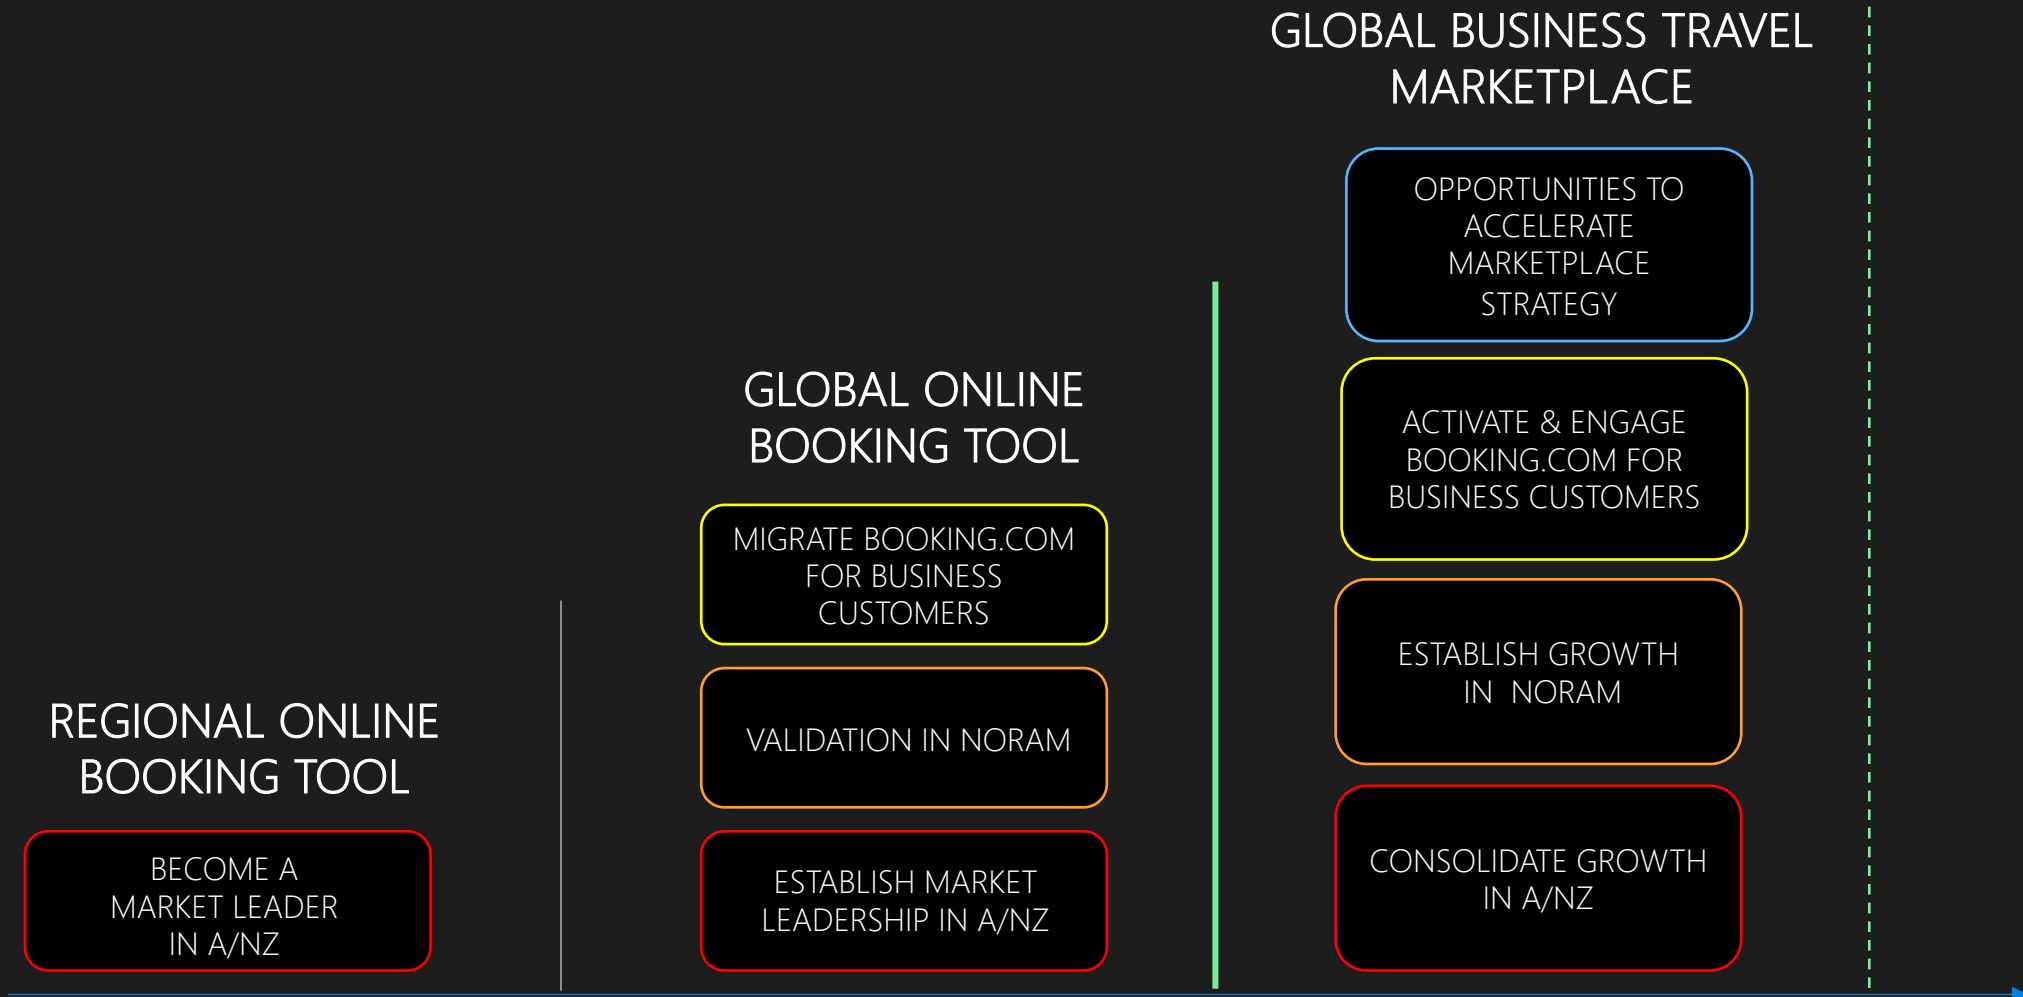 REGIONAL ONLINE
BOOKING TOOL
BECOME A
MARKET LEADER
IN A/NZ
GLOBAL ONLINE
BOOKING TOOL
MIGRATE BOOKING.COM
FOR BUSINESS
CUSTOMERS
VALIDATION IN NORAM
ESTABLISH MARKET
LEADERSHIP IN A/NZ
GLOBAL BUSINESS TRAVEL
MARKETPLACE
OPPORTUNITIES TO
ACCELERATE
MARKETPLACE
STRATEGY
ACTIVATE & ENGAGE
BOOKING.COM FOR
BUSINESS CUSTOMERS
ESTABLISH GROWTH
IN NORAM
CONSOLIDATE GROWTH
IN A/NZ